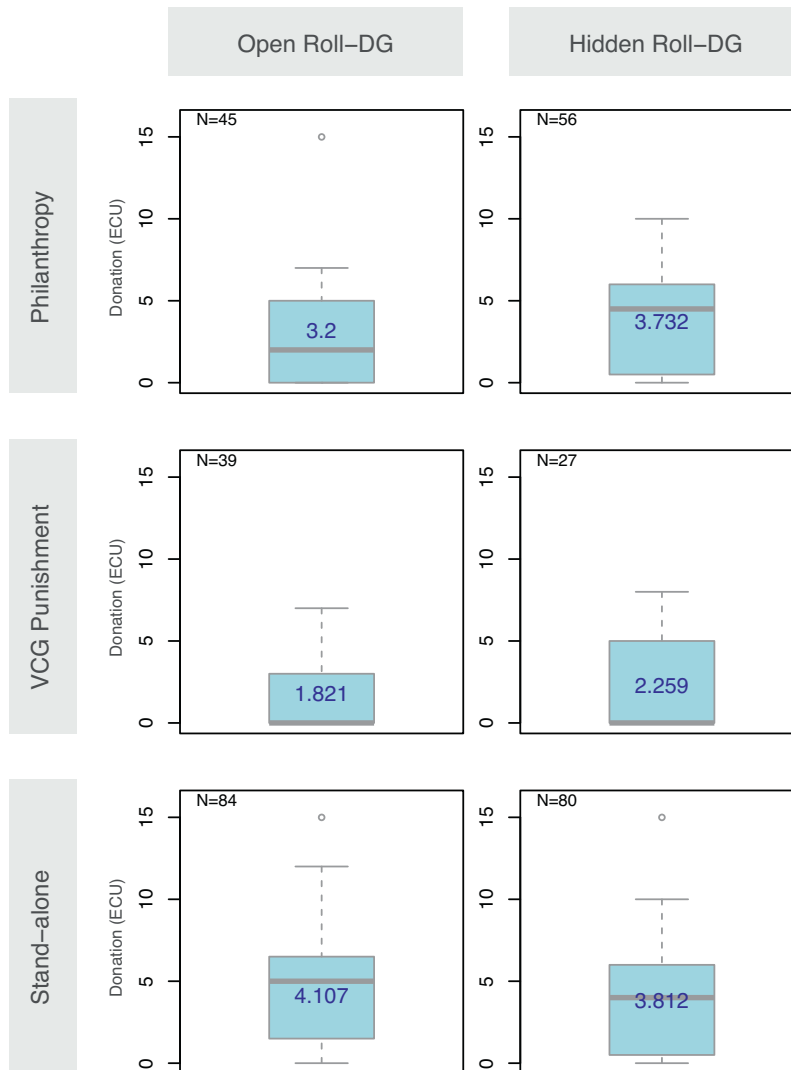 Open Roll–DG
Hidden Roll–DG
Philanthropy
Donation (ECU)
15
10
5
0
N=45
3.2
15
10
5
0
N=56
3.732
VCG Punishment
Donation (ECU)
15
10
5
0
N=39
1.821
15
10
5
0
N=27
2.259
Stand–alone
Donation (ECU)
15
10
5
0
N=84
4.107
15
10
5
0
N=80
3.812